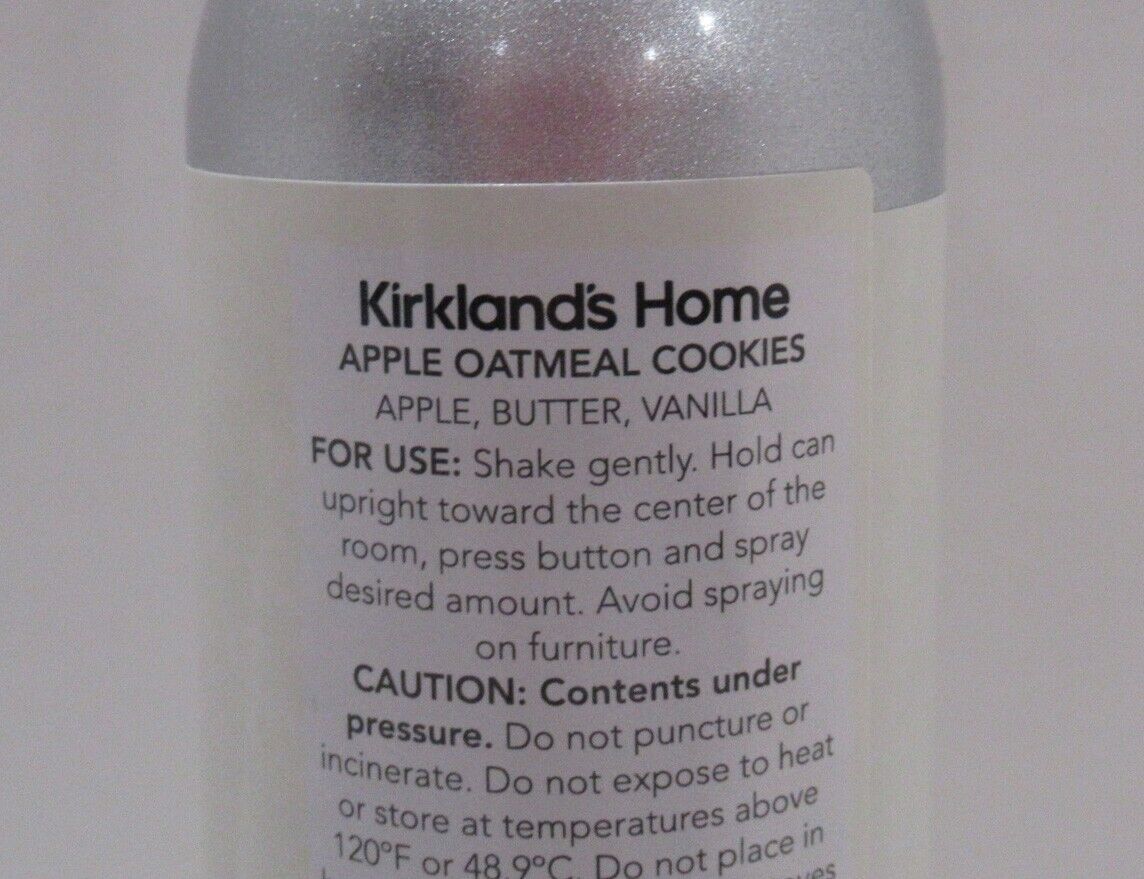 Kirkland's Home
APPLE OATMEAL COOKIES
APPLE, BUTTER, VANILLA
FOR USE: Shake gently. Hold can
upright toward the center of the
room, press button and spray
desired amount. Avoid spraying
on furniture.
CAUTION: Contents under
pressure. Do not puncture or
incinerate. Do not expose to heat
or store at temperatures above
120°F or 48.9°C. Do not place in